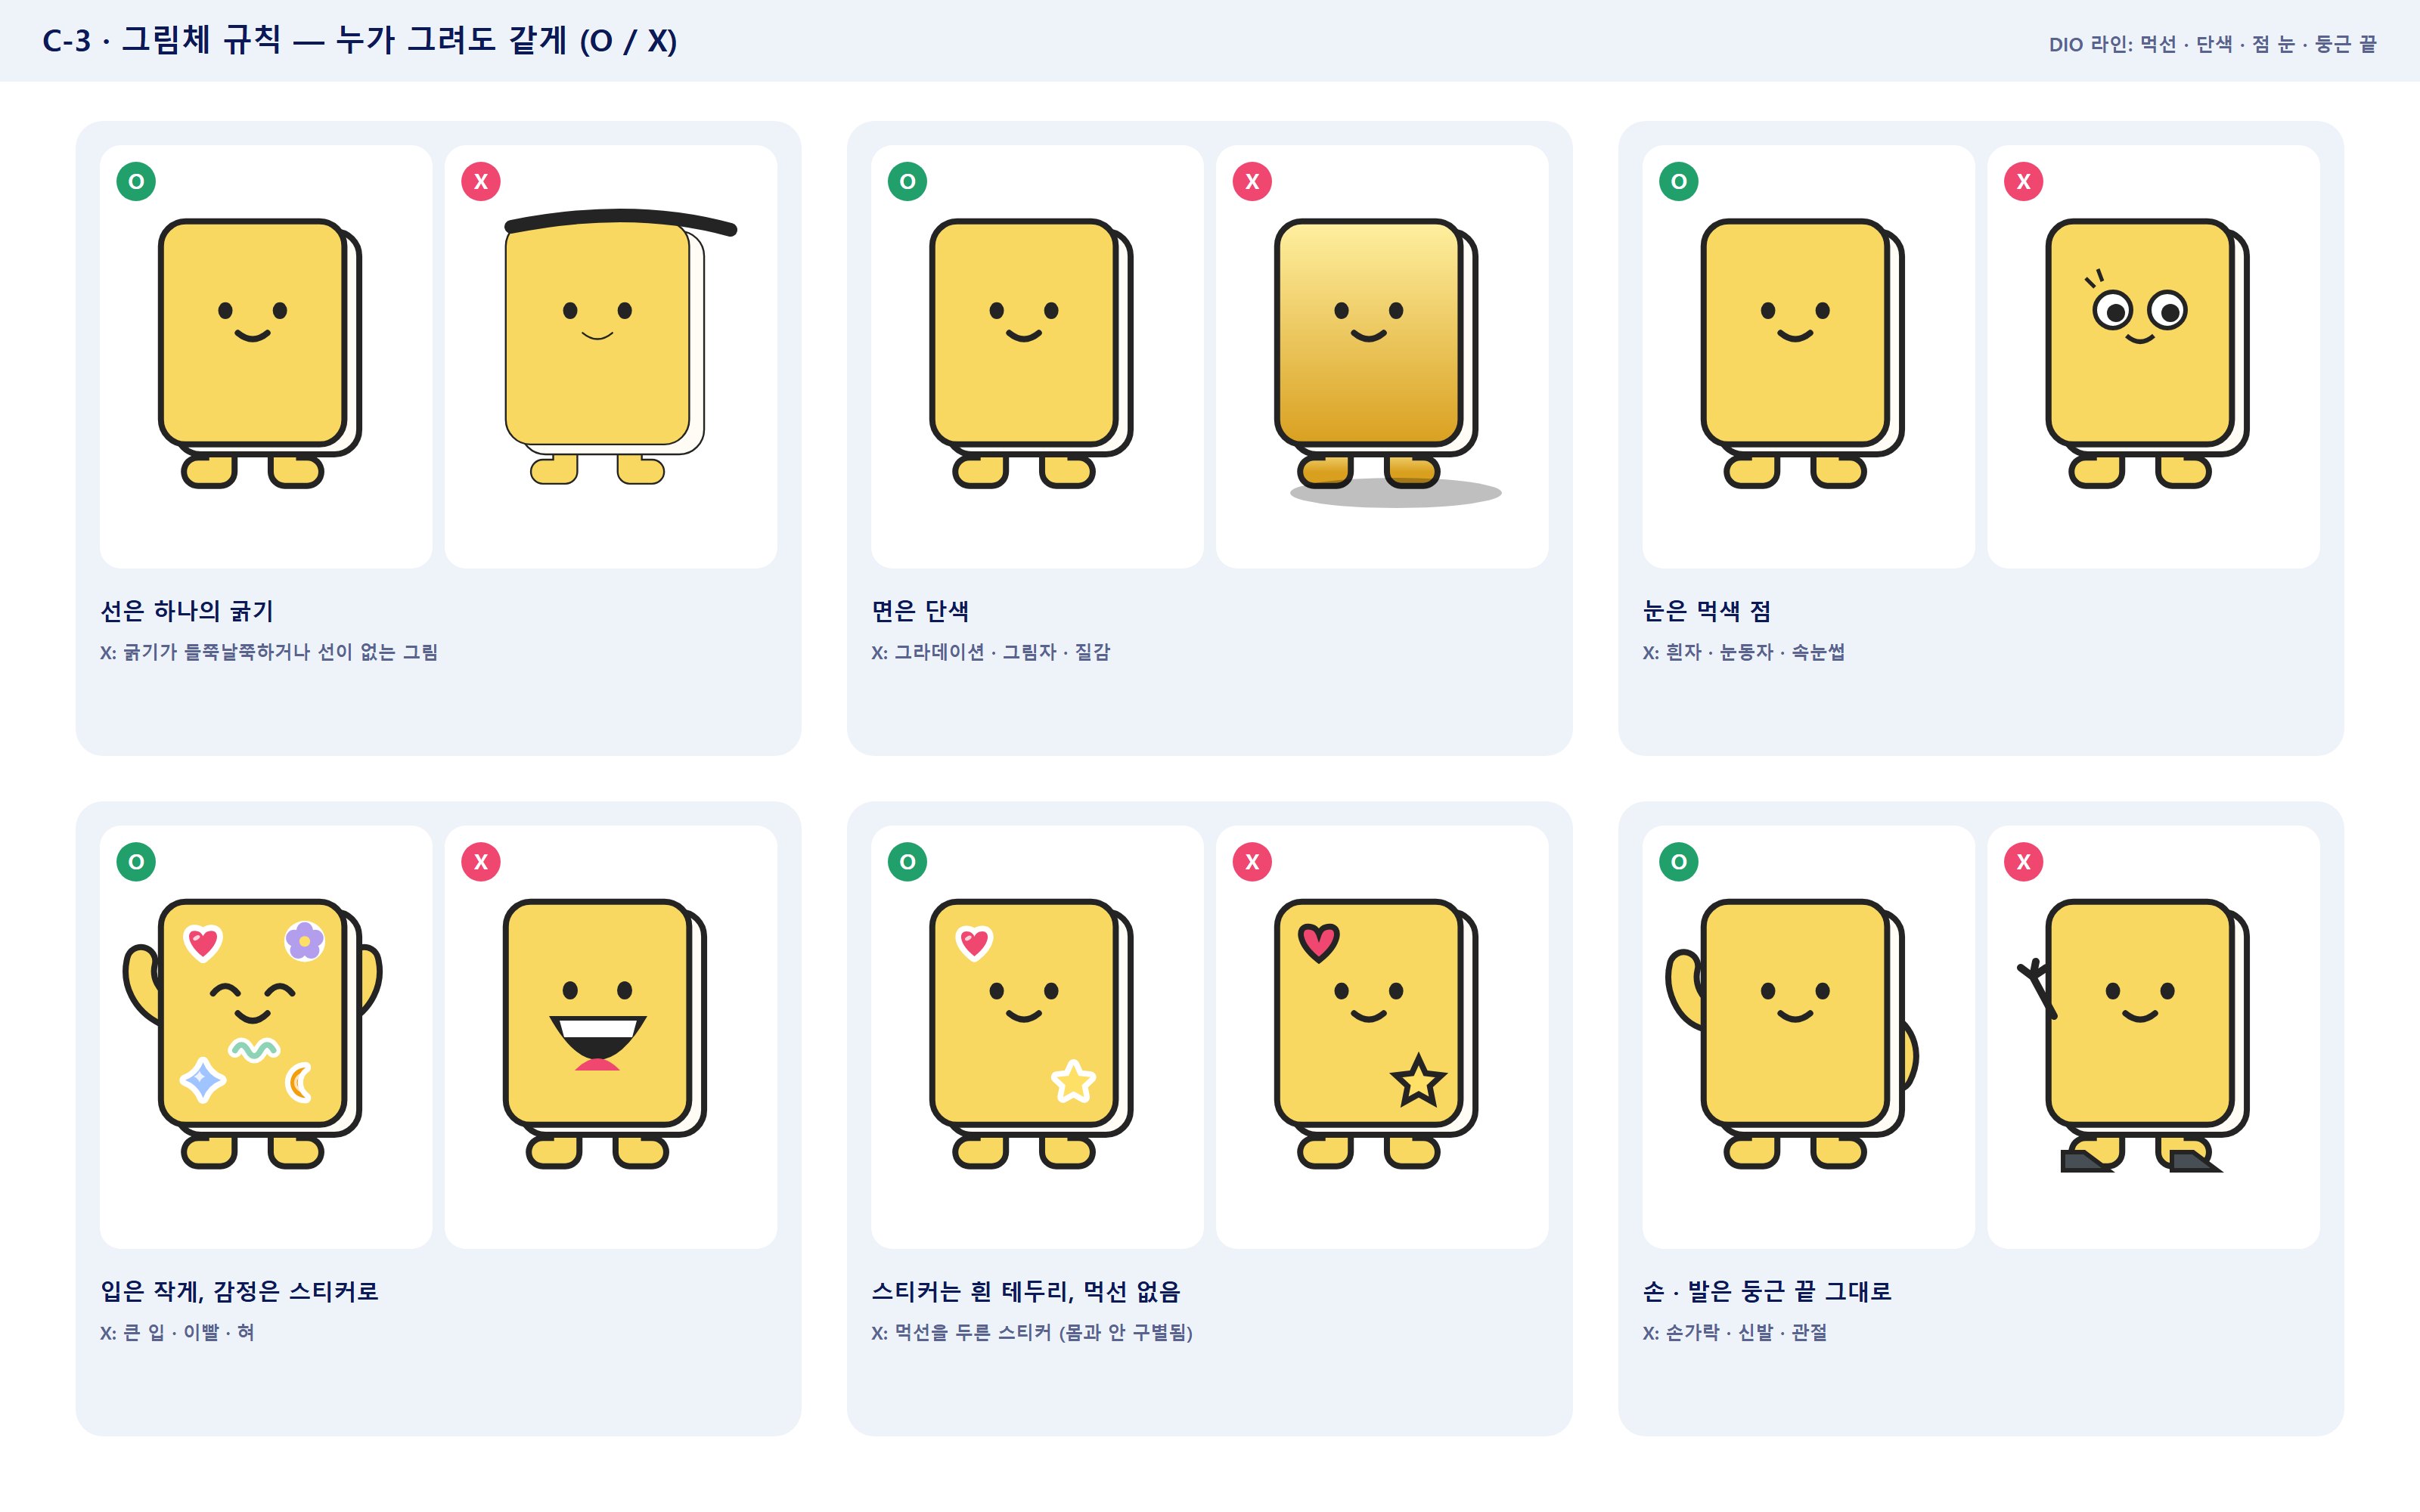 C-3 · 그림체 규칙 — 누가 그려도 같게 (O / X)
DIO 라인: 먹선 · 단색 · 점 눈 · 둥근 끝
O
X
O
X
O
X
선은 하나의 굵기
X: 굵기가 들쭉날쭉하거나 선이 없는 그림
면은 단색
X: 그라데이션 · 그림자 · 질감
눈은 먹색 점
X: 흰자 · 눈동자 · 속눈썹
O
X
O
X
O
X
입은 작게, 감정은 스티커로
X: 큰 입 · 이빨 · 혀
스티커는 흰 테두리, 먹선 없음
X: 먹선을 두른 스티커 (몸과 안 구별됨)
손 · 발은 둥근 끝 그대로
X: 손가락 · 신발 · 관절